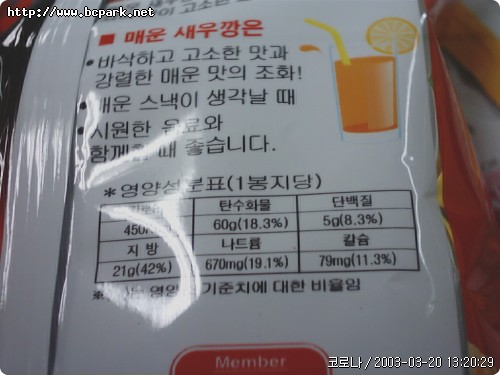 http://www.bcpark.net
고소한
매운 새우깡은
바삭하고 고소한 맛과
강렬한 매운 맛의 조화!
매운 스낵이 생각날 때
시원한 음료와
함께할 때 좋습니다.
*영양성분표(1봉지당)
탄수화물 단백질
60g(18.3%) 5g(8.3%)
지 방 나드륨 칼슘
21g(42%) 670mg(19.1%) 79mg(11.3%)
영양 기준치에 대한 비율임
Member
코로나 / 2003-03-20 13:20:29